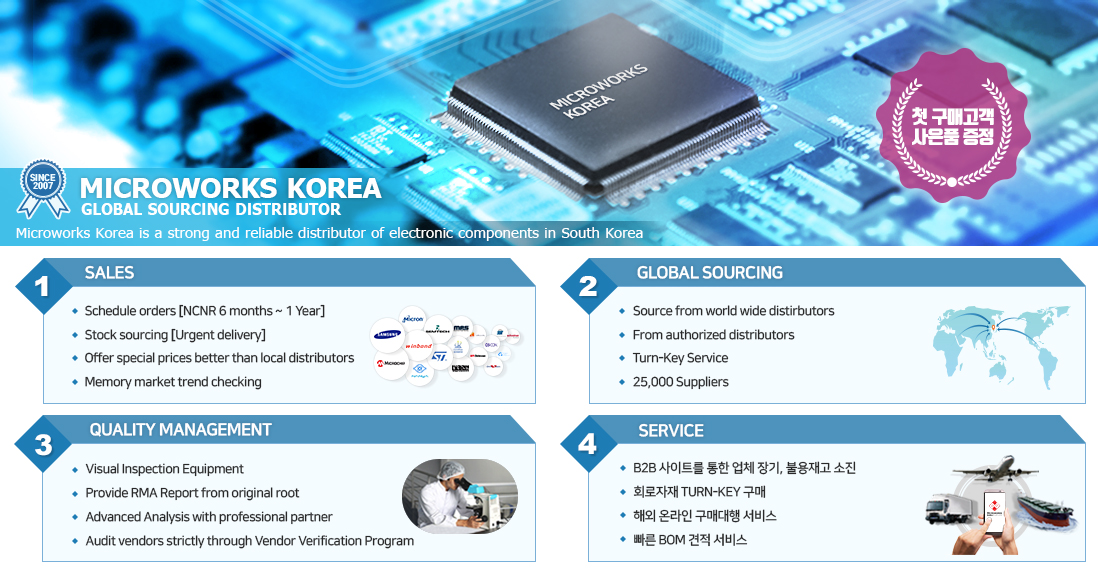 MICROWORKS
KOREA
첫 구매고객
사은품 증정
SINCE
2007
MICROWORKS KOREA
GLOBAL SOURCING DISTRIBUTOR
Microworks Korea is a strong and reliable distributor of electronic components in South Korea
1
SALES
Schedule orders [NCNR 6 months ~ 1 Year]
Stock sourcing [Urgent delivery]
Offer special prices better than local distributors
Memory market trend checking
SAMSUNG
Micron
SEMTECH
winbond
MICROCHIP
ST
2
GLOBAL SOURCING
Source from world wide distirbutors
From authorized distributors
Turn-Key Service
25,000 Suppliers
3
QUALITY MANAGEMENT
Visual Inspection Equipment
Provide RMA Report from original root
Advanced Analysis with professional partner
Audit vendors strictly through Vendor Verification Program
4
SERVICE
B2B 사이트를 통한 업체 장기, 불용재고 소진
회로자재 TURN-KEY 구매
해외 온라인 구매대행 서비스
빠른 BOM 견적 서비스